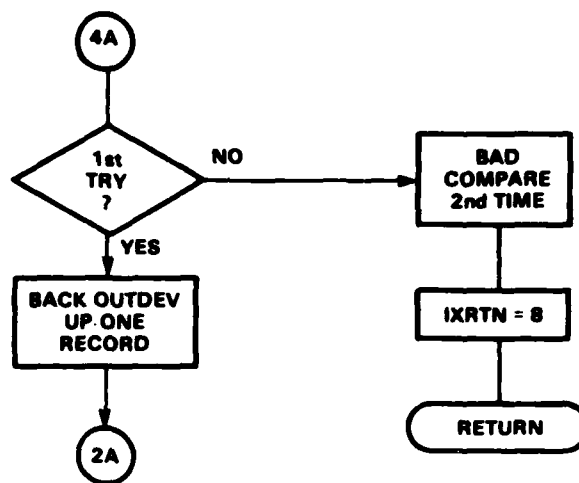 4A
1st
TRY
?
NO
YES
BAD
COMPARE
2nd TIME
BACK OUTDEV
UP ONE
RECORD
IXRTN = 8
2A
RETURN